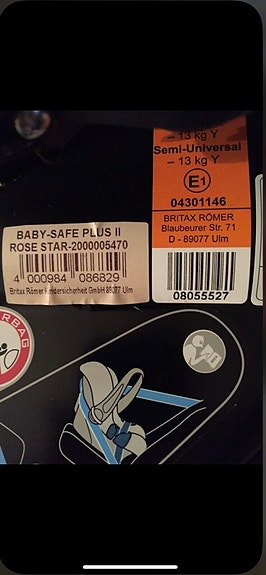 – 13 kg Y
Semi-Universal
– 13 kg Y
E1
04301146
BRITAX RÖMER
Blaubeurer Str. 71
D - 89077 Ulm
08055527
BABY-SAFE PLUS II
ROSE STAR-2000005470
4 000984 086829
Britax Römer Kindersicherheit GmbH 89077 Ulm
RBAG